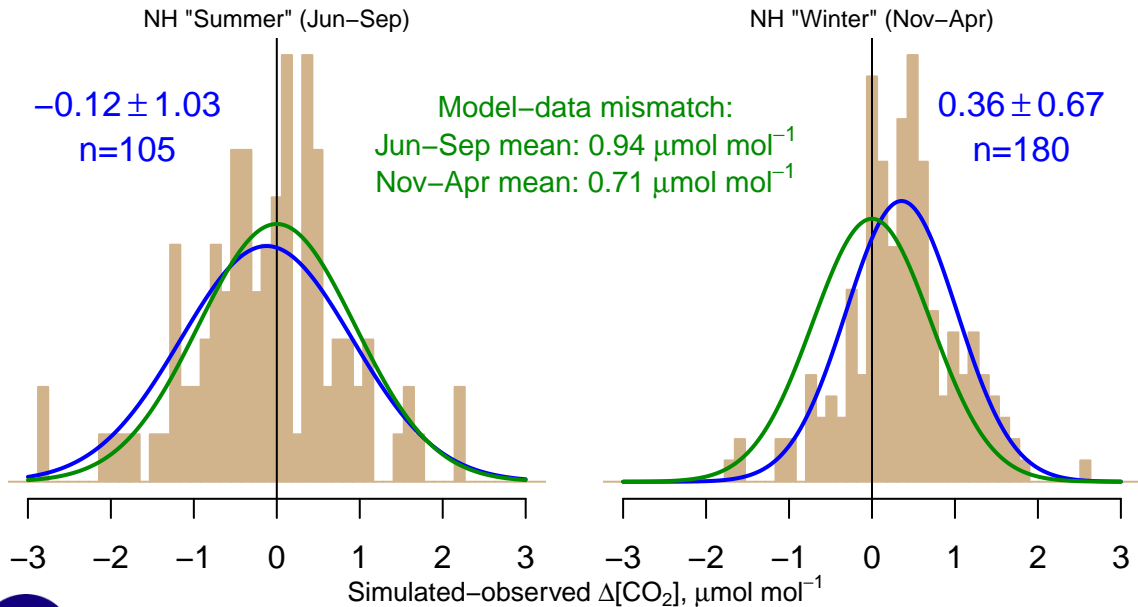 NH "Summer" (Jun−Sep)
NH "Winter" (Nov−Apr)
−0.12 ± 1.03
n=105
Model−data mismatch:
Jun−Sep mean: 0.94 μmol mol⁻¹
Nov−Apr mean: 0.71 μmol mol⁻¹
0.36 ± 0.67
n=180
−3 −2 −1 0 1 2 3
−3 −2 −1 0 1 2 3
Simulated−observed Δ[CO₂], μmol mol⁻¹